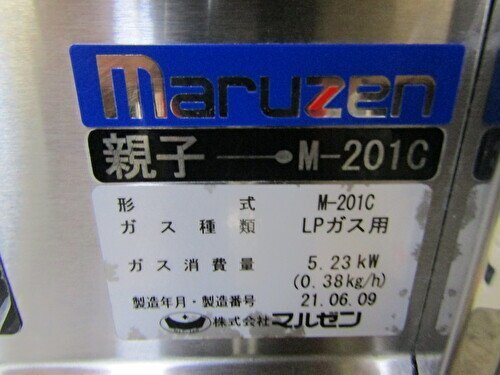 maruzen
親子 M-201C
形式 M-201C
ガス種類 LPガス用
ガス消費量 5.23kW
(0.38kg/h)
製造年月・製造番号 21.06.09
株式会社マルゼン